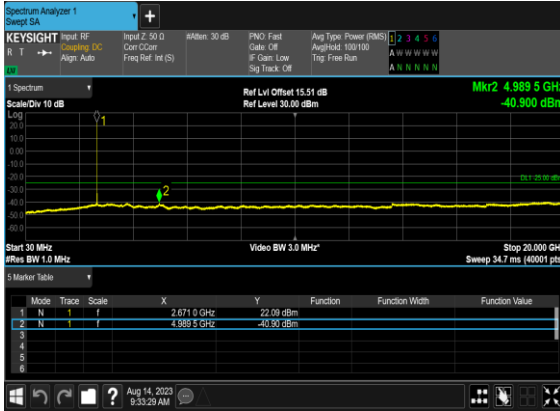 Spectrum Analyzer 1
Swept SA
+
KEYSIGHT
R T
Input: RF
Coupling: DC
Align: Auto
Input Z: 50 Ω
Corr CCorr
Freq Ref: Int (S)
#Atten: 30 dB
PNO: Fast
Gate: Off
IF Gain: Low
Sig Track: Off
Avg Type: Power (RMS)
Avg|Hold: 100/100
Trig: Free Run
1 2 3 4 5 6
A W W W W W
A N N N N N
1 Spectrum
Scale/Div 10 dB
Ref Lvl Offset 15.51 dB
Ref Level 30.00 dBm
Mkr2 4.989 5 GHz
-40.900 dBm
Log
20.0
10.0
0.00
-10.0
-20.0
-30.0
-40.0
-50.0
-60.0
1
2
DL1 -25.00 dBm
Start 30 MHz
#Res BW 1.0 MHz
Video BW 3.0 MHz*
Stop 20.000 GH
Sweep 34.7 ms (40001 pts
5 Marker Table
Mode Trace Scale X Y Function Function Width Function Value
1 N 1 f 2.671 0 GHz 22.09 dBm
2 N 1 f 4.989 5 GHz -40.90 dBm
3
4
5
6
?
Aug 14, 2023
9:33:29 AM